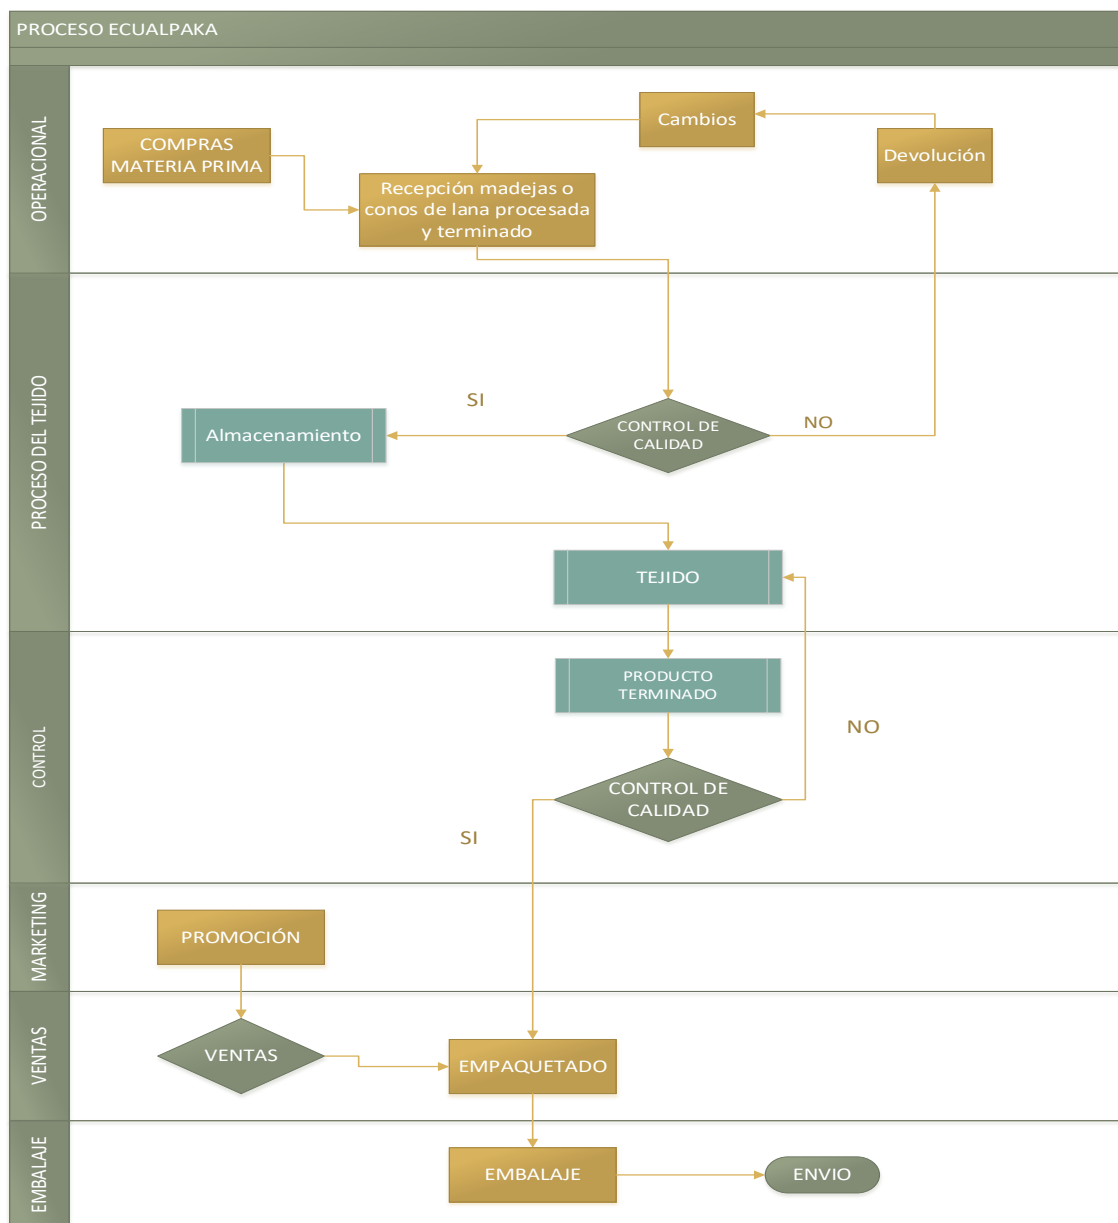 PROCESO ECUALPAKA
OPERACIONAL
COMPRAS
MATERIA PRIMA
Recepción madejas o
conos de lana procesada
y terminado
Cambios
Devolución
PROCESO DEL TEJIDO
SI
CONTROL DE
CALIDAD
NO
Almacenamiento
TEJIDO
CONTROL
PRODUCTO
TERMINADO
NO
CONTROL DE
CALIDAD
SI
MARKETING
PROMOCIÓN
VENTAS
VENTAS
EMPAQUETADO
EMBALAJE
EMBALAJE
ENVIO